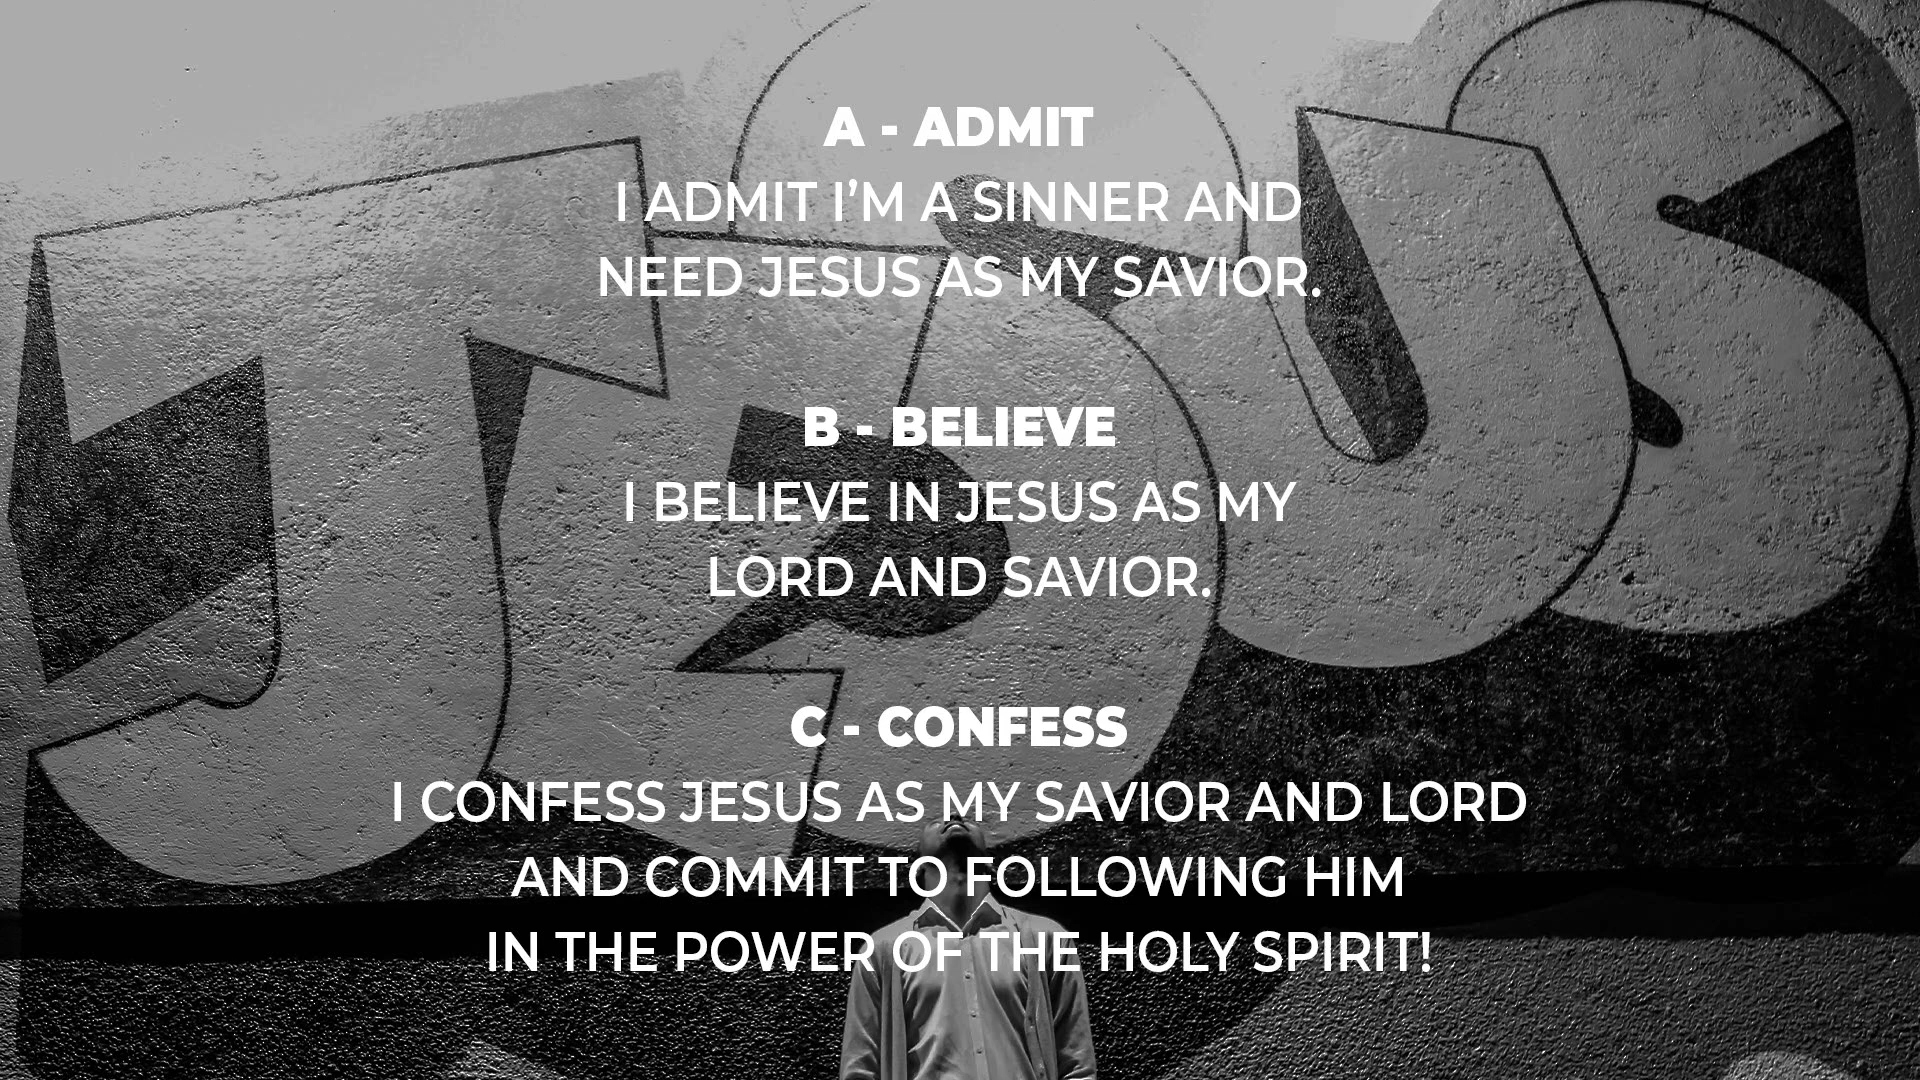 JESUS
A - ADMIT
I ADMIT I’M A SINNER AND
NEED JESUS AS MY SAVIOR.
B - BELIEVE
I BELIEVE IN JESUS AS MY
LORD AND SAVIOR.
C - CONFESS
I CONFESS JESUS AS MY SAVIOR AND LORD
AND COMMIT TO FOLLOWING HIM
IN THE POWER OF THE HOLY SPIRIT!